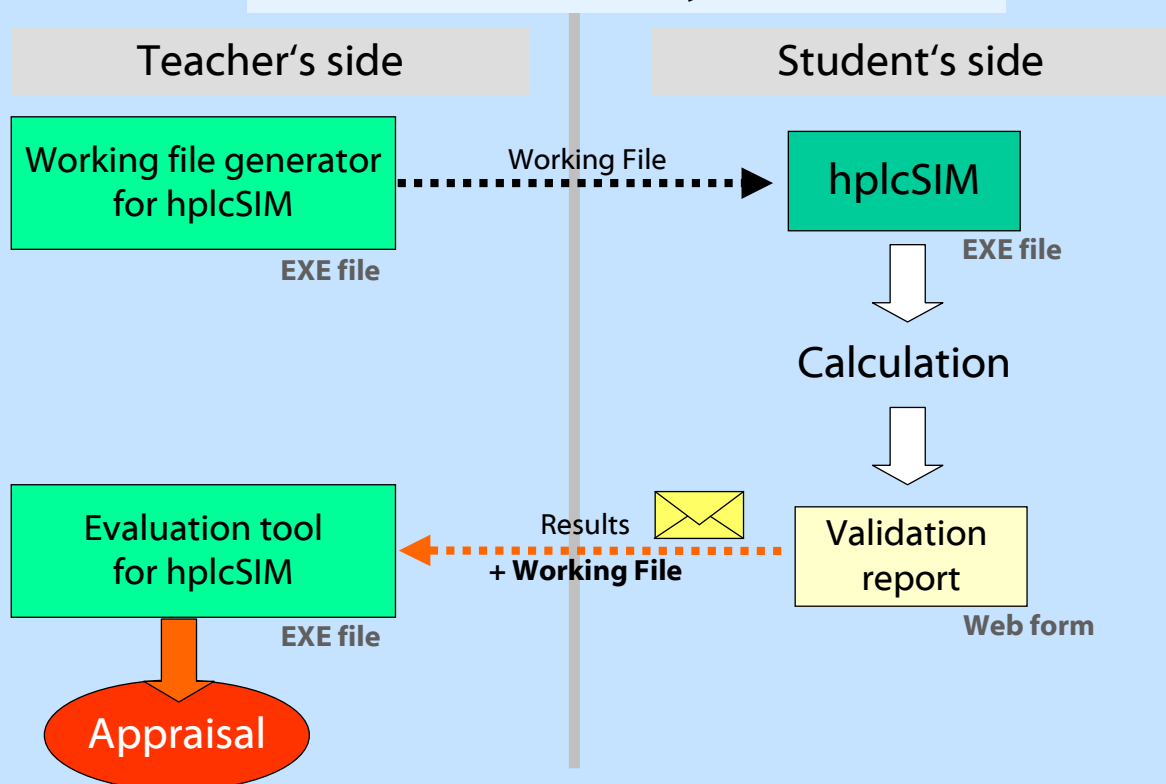 Teacher‘s side
Student‘s side
Working file generator
for hplcSIM
EXE file
Working File
hplcSIM
EXE file
Calculation
Validation
report
Web form
Results
+ Working File
Evaluation tool
for hplcSIM
EXE file
Appraisal